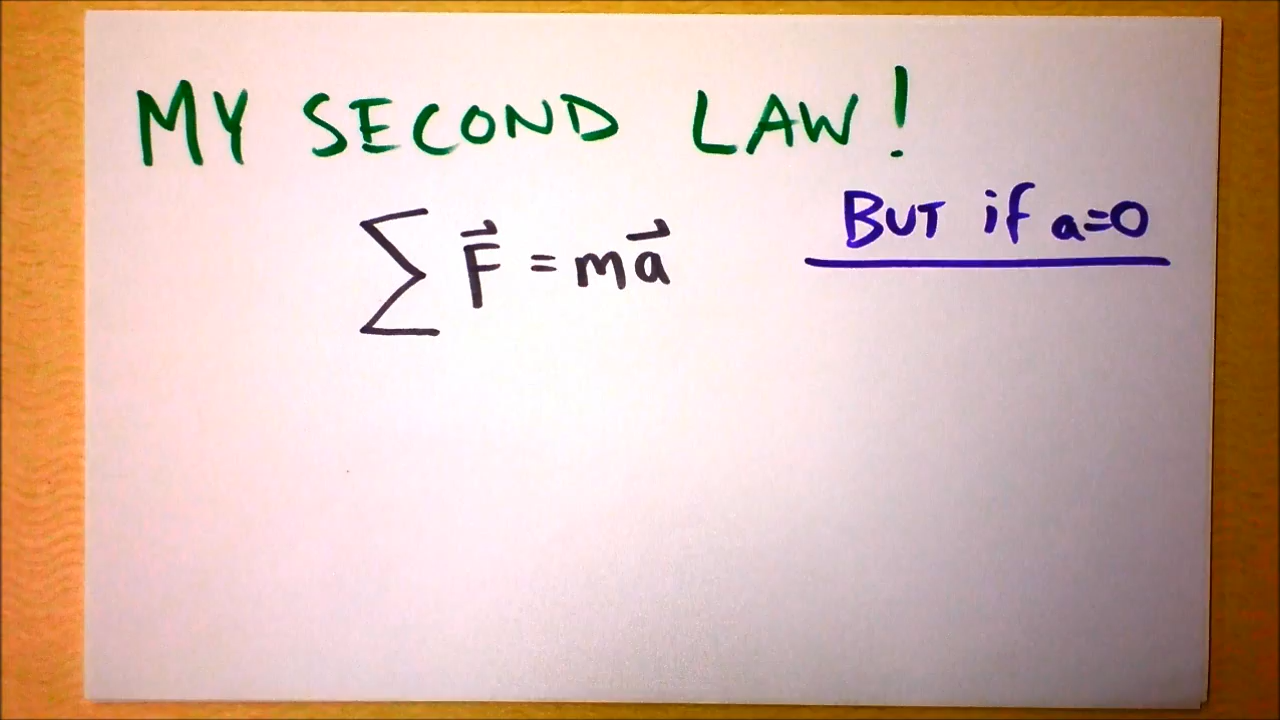 MY SECOND LAW!
∑ F⃗ = ma⃗
BUT if a=0